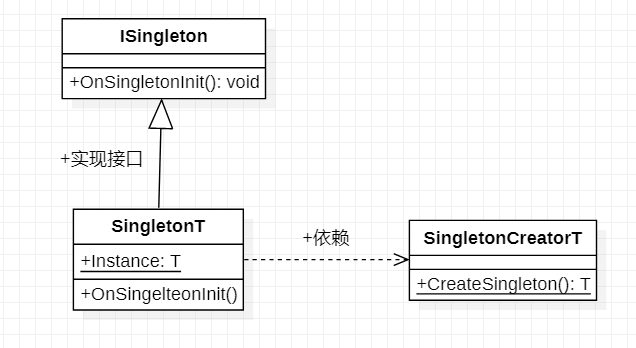 ISingleton
+OnSingletonInit(): void
+实现接口
SingletonT
+Instance: T
+OnSingelteonInit()
+依赖
SingletonCreatorT
+CreateSingleton(): T